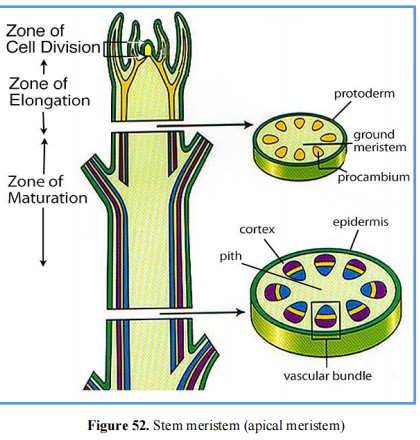 Zone of
Cell Division
Zone of
Elongation
Zone of
Maturation
protoderm
ground
meristem
procambium
cortex
epidermis
pith
vascular bundle
Figure 52. Stem meristem (apical meristem)